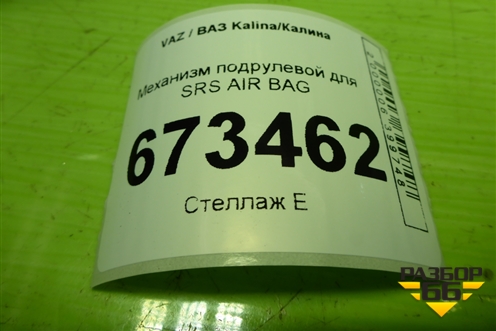 VAZ / ВАЗ Kalina/Калина
Механизм подрулевой для
SRS AIR BAG
673462
Стеллаж Е
РАЗБОР
66